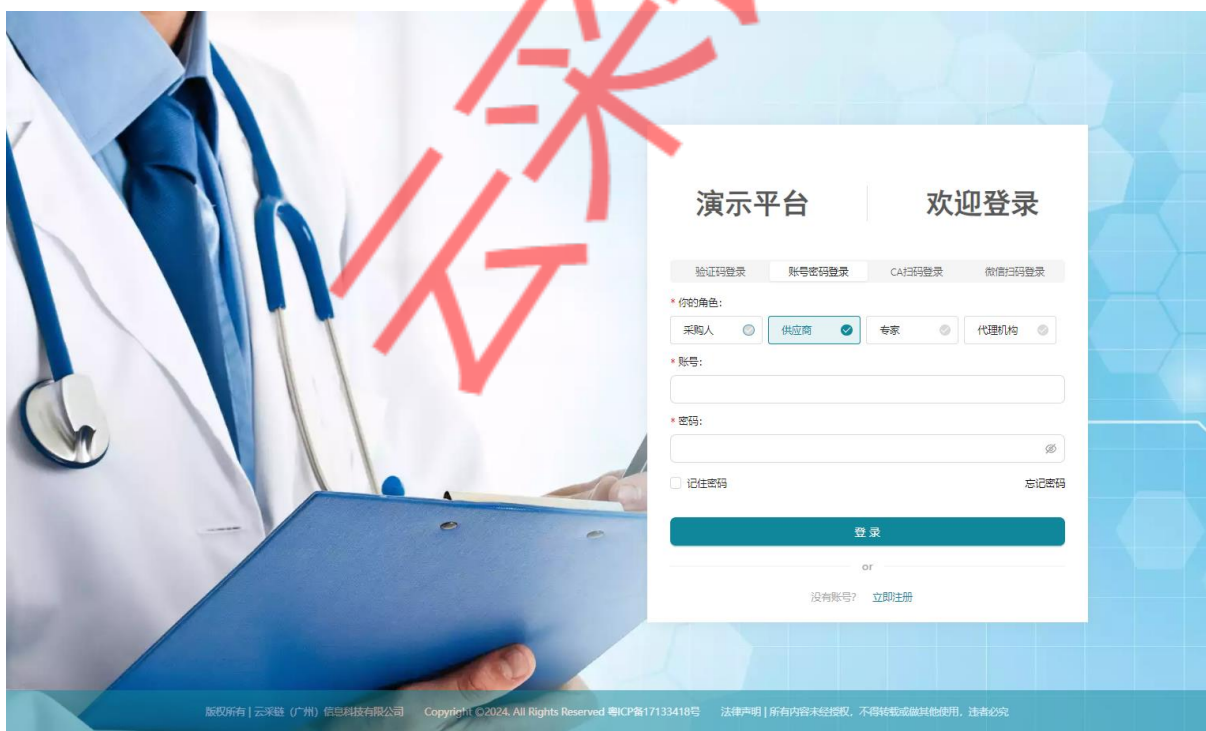 云采
演示平台 欢迎登录
验证码登录 账号密码登录 CA扫码登录 微信扫码登录
* 你的角色:
采购人 供应商 专家 代理机构
* 账号:
* 密码:
记住密码 忘记密码
登 录
or
没有账号? 立即注册
版权所有 | 云采链（广州）信息科技有限公司 Copyright ©2024. All Rights Reserved 粤ICP备17133418号 法律声明 | 所有内容未经授权，不得转载或做其他使用，违者必究